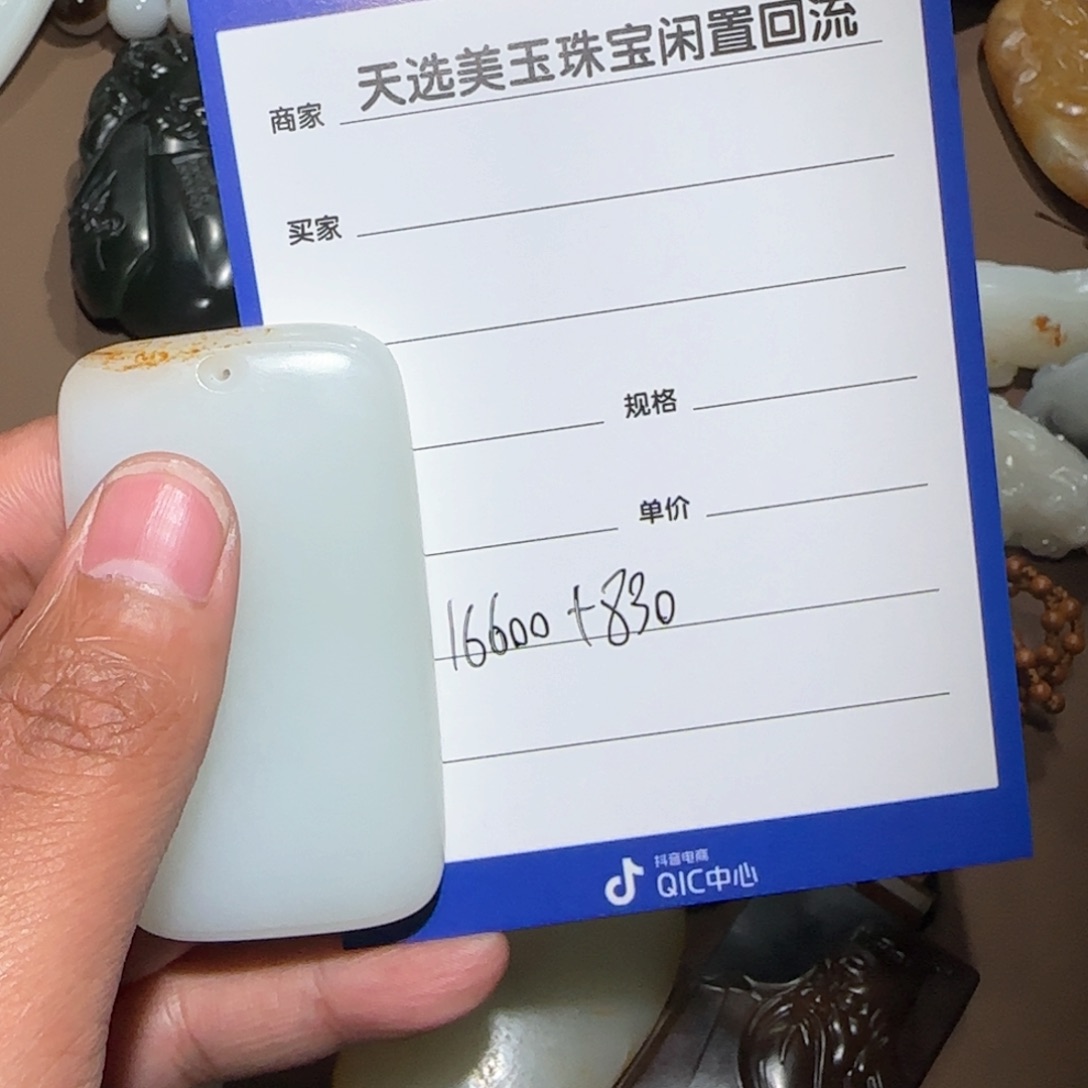 商家 天选美玉珠宝闲置回流
买家
规格
单价
16600+830
抖音电商
QIC中心